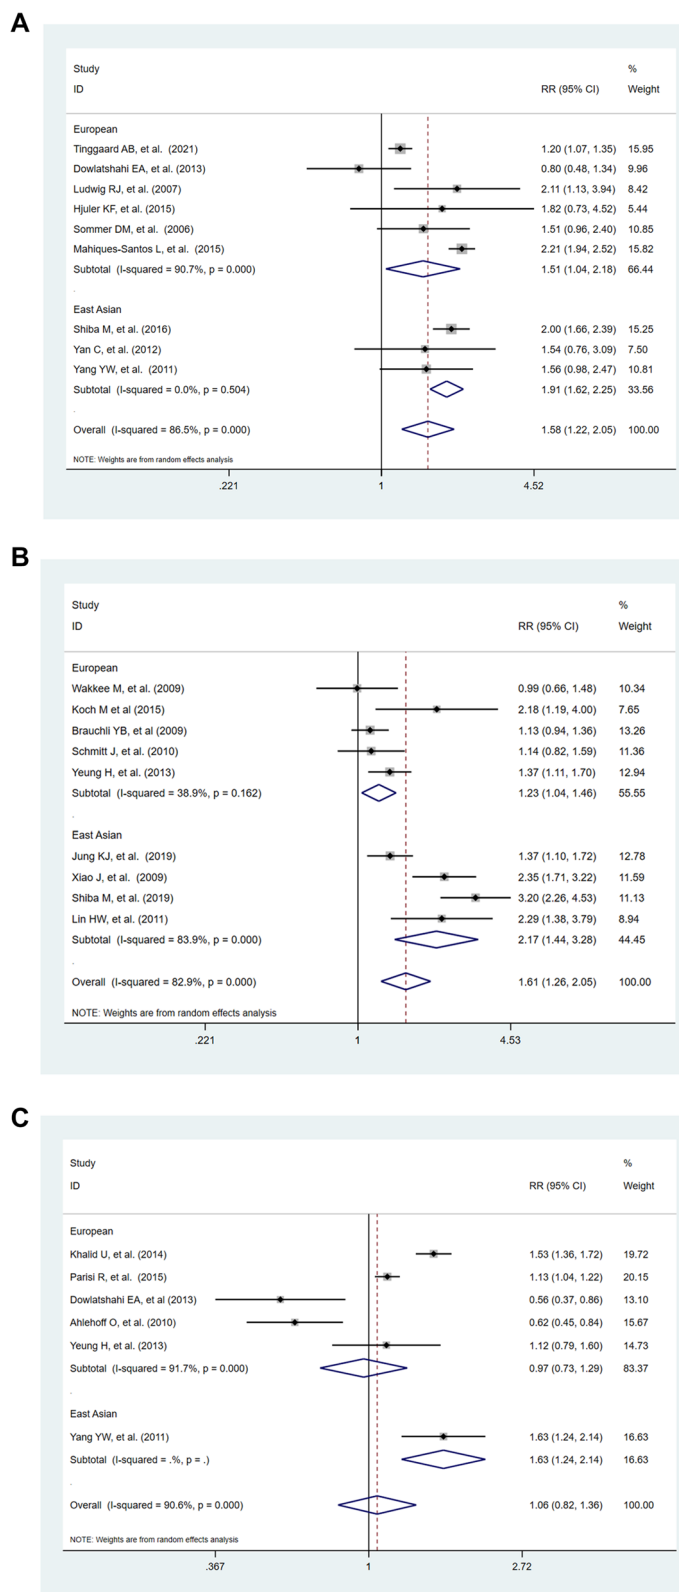 A
Study %
ID RR (95% CI) Weight
European
Tinggaard AB, et al. (2021) 1.20 (1.07, 1.35) 15.95
Dowlatshahi EA, et al. (2013) 0.80 (0.48, 1.34) 9.96
Ludwig RJ, et al. (2007) 2.11 (1.13, 3.94) 8.42
Hjuler KF, et al. (2015) 1.82 (0.73, 4.52) 5.44
Sommer DM, et al. (2006) 1.51 (0.96, 2.40) 10.85
Mahiques-Santos L, et al. (2015) 2.21 (1.94, 2.52) 15.82
Subtotal (I-squared = 90.7%, p = 0.000) 1.51 (1.04, 2.18) 66.44
.
East Asian
Shiba M, et al. (2016) 2.00 (1.66, 2.39) 15.25
Yan C, et al. (2012) 1.54 (0.76, 3.09) 7.50
Yang YW, et al. (2011) 1.56 (0.98, 2.47) 10.81
Subtotal (I-squared = 0.0%, p = 0.504) 1.91 (1.62, 2.25) 33.56
.
Overall (I-squared = 86.5%, p = 0.000) 1.58 (1.22, 2.05) 100.00
NOTE: Weights are from random effects analysis
.221 1 4.52
B
Study %
ID RR (95% CI) Weight
European
Wakkee M, et al. (2009) 0.99 (0.66, 1.48) 10.34
Koch M et al (2015) 2.18 (1.19, 4.00) 7.65
Brauchli YB, et al (2009) 1.13 (0.94, 1.36) 13.26
Schmitt J, et al. (2010) 1.14 (0.82, 1.59) 11.36
Yeung H, et al. (2013) 1.37 (1.11, 1.70) 12.94
Subtotal (I-squared = 38.9%, p = 0.162) 1.23 (1.04, 1.46) 55.55
.
East Asian
Jung KJ, et al. (2019) 1.37 (1.10, 1.72) 12.78
Xiao J, et al. (2009) 2.35 (1.71, 3.22) 11.59
Shiba M, et al. (2019) 3.20 (2.26, 4.53) 11.13
Lin HW, et al. (2011) 2.29 (1.38, 3.79) 8.94
Subtotal (I-squared = 83.9%, p = 0.000) 2.17 (1.44, 3.28) 44.45
.
Overall (I-squared = 82.9%, p = 0.000) 1.61 (1.26, 2.05) 100.00
NOTE: Weights are from random effects analysis
.221 1 4.53
C
Study %
ID RR (95% CI) Weight
European
Khalid U, et al. (2014) 1.53 (1.36, 1.72) 19.72
Parisi R, et al. (2015) 1.13 (1.04, 1.22) 20.15
Dowlatshahi EA, et al (2013) 0.56 (0.37, 0.86) 13.10
Ahlehoff O, et al. (2010) 0.62 (0.45, 0.84) 15.67
Yeung H, et al. (2013) 1.12 (0.79, 1.60) 14.73
Subtotal (I-squared = 91.7%, p = 0.000) 0.97 (0.73, 1.29) 83.37
.
East Asian
Yang YW, et al. (2011) 1.63 (1.24, 2.14) 16.63
Subtotal (I-squared = .%, p = .) 1.63 (1.24, 2.14) 16.63
.
Overall (I-squared = 90.6%, p = 0.000) 1.06 (0.82, 1.36) 100.00
NOTE: Weights are from random effects analysis
.367 1 2.72